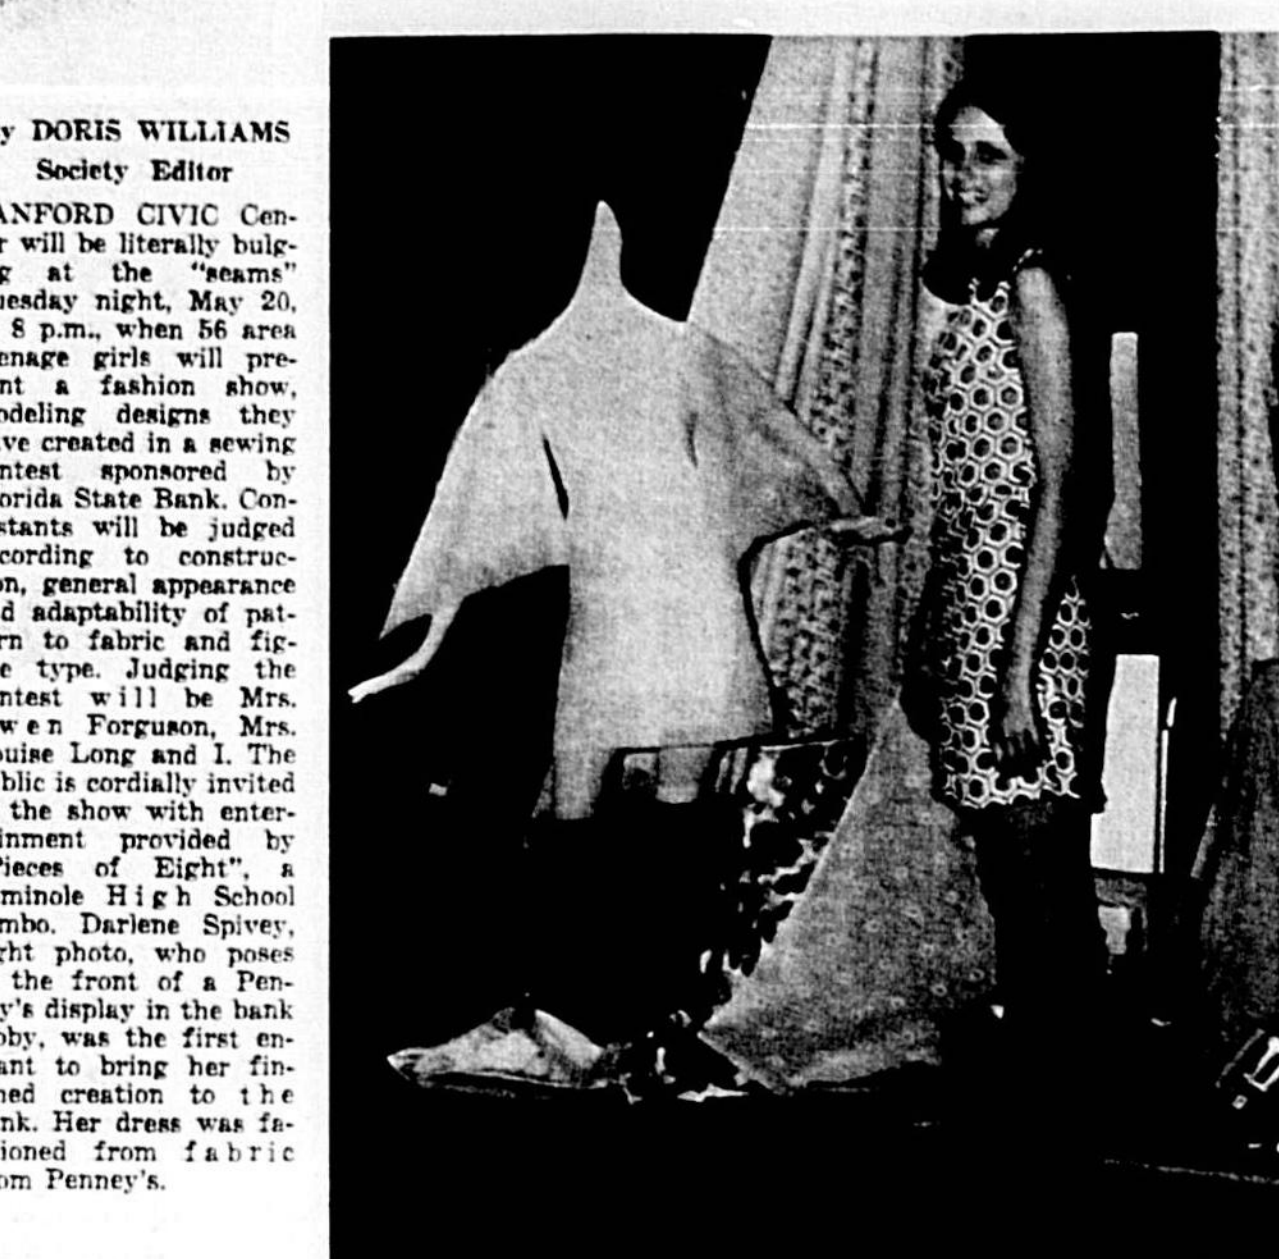 y DORIS WILLIAMS
Society Editor
ANFORD CIVIC Cen-
r will be literally bulg-
g at the "seams"
uesday night, May 20,
8 p.m., when 56 area
enage girls will pre-
nt a fashion show,
odeling designs they
ve created in a sewing
ntest sponsored by
orida State Bank. Con-
stants will be judged
cording to construc-
on, general appearance
d adaptability of pat-
rn to fabric and fig-
e type. Judging the
ntest will be Mrs.
wen Forguson, Mrs.
ouise Long and I. The
blic is cordially invited
the show with enter-
inment provided by
Pieces of Eight", a
minole High School
mbo. Darlene Spivey,
ght photo, who poses
the front of a Pen-
y's display in the bank
bby, was the first en-
ant to bring her fin-
hed creation to the
nk. Her dress was fa-
ioned from fabric
om Penney's.